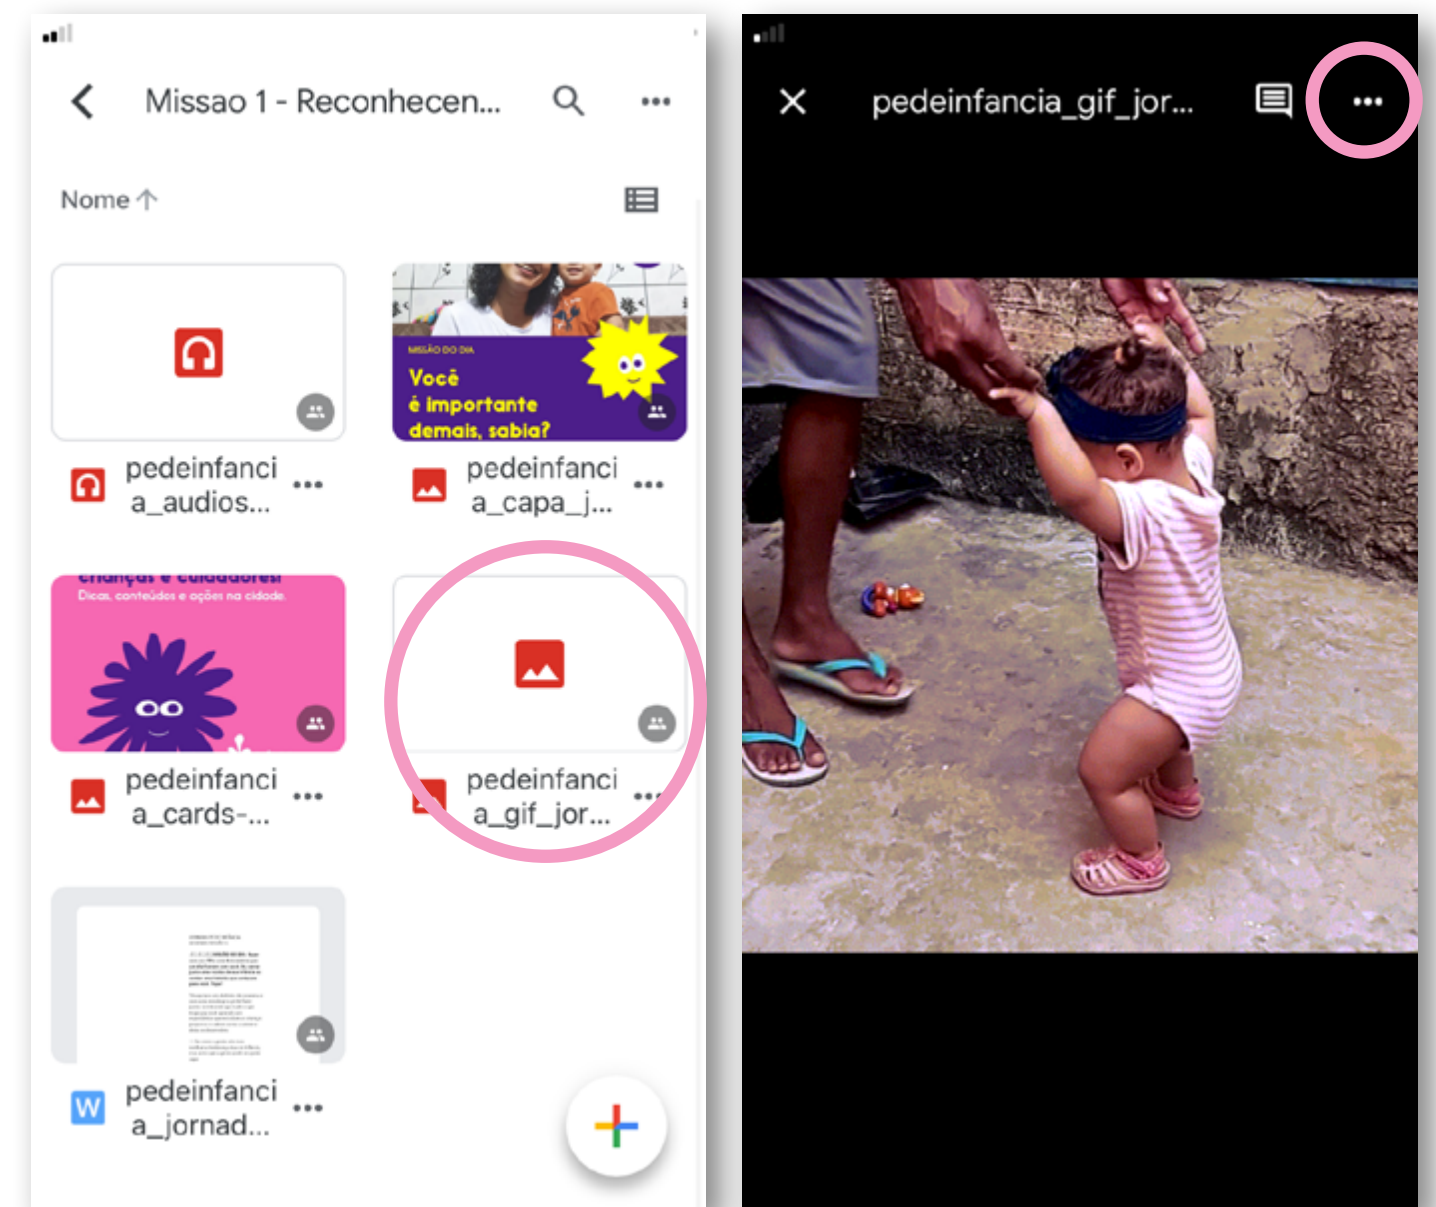 Missao 1 - Reconhecen...
Nome
MISSÃO DO DIA
Você
é importante
demais, sabia?
pedeinfanci
a_audios...
pedeinfanci
a_capa_j...
crianças e cuidadores!
Dicas, conteúdos e ações na cidade.
pedeinfanci
a_cards-...
pedeinfanci
a_gif_jor...
W
pedeinfanci
a_jornad...
pedeinfancia_gif_jor...